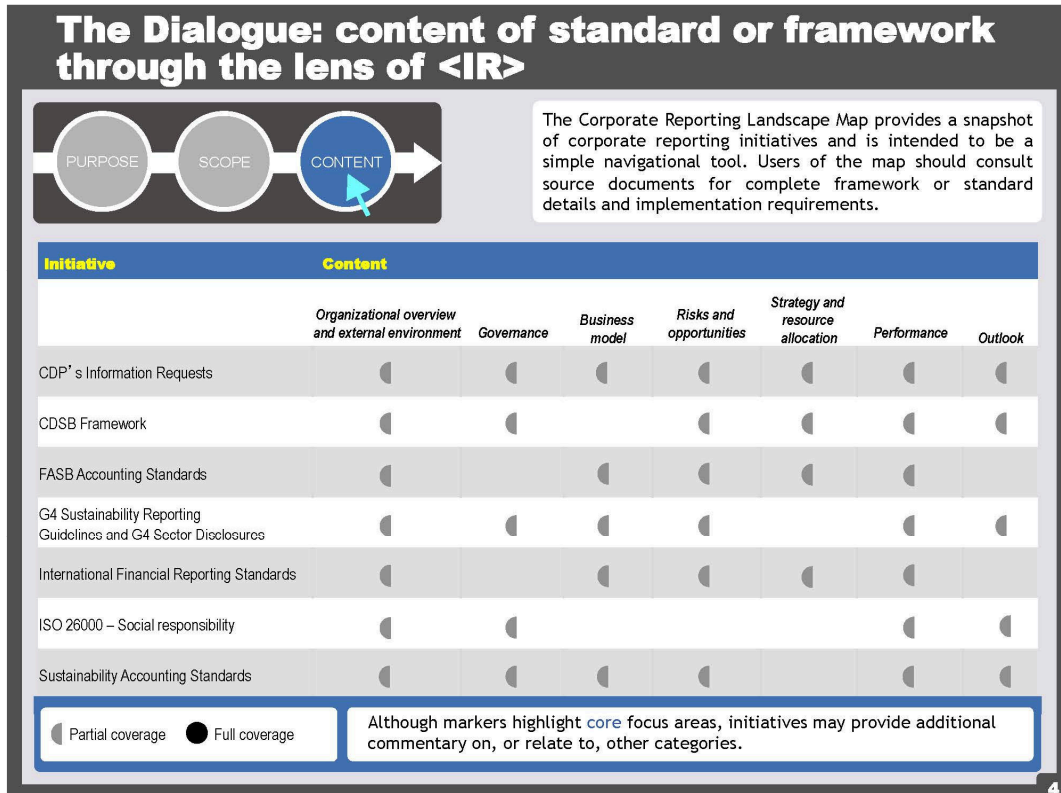 The Dialogue: content of standard or framework
through the lens of <IR>
PURPOSE
SCOPE
CONTENT
The Corporate Reporting Landscape Map provides a snapshot
of corporate reporting initiatives and is intended to be a
simple navigational tool. Users of the map should consult
source documents for complete framework or standard
details and implementation requirements.
Initiative Content
Organizational overview
and external environment
Governance
Business
model
Risks and
opportunities
Strategy and
resource
allocation
Performance
Outlook
CDP's Information Requests
CDSB Framework
FASB Accounting Standards
G4 Sustainability Reporting
Guidelines and G4 Sector Disclosures
International Financial Reporting Standards
ISO 26000 – Social responsibility
Sustainability Accounting Standards
Partial coverage
Full coverage
Although markers highlight core focus areas, initiatives may provide additional
commentary on, or relate to, other categories.
4